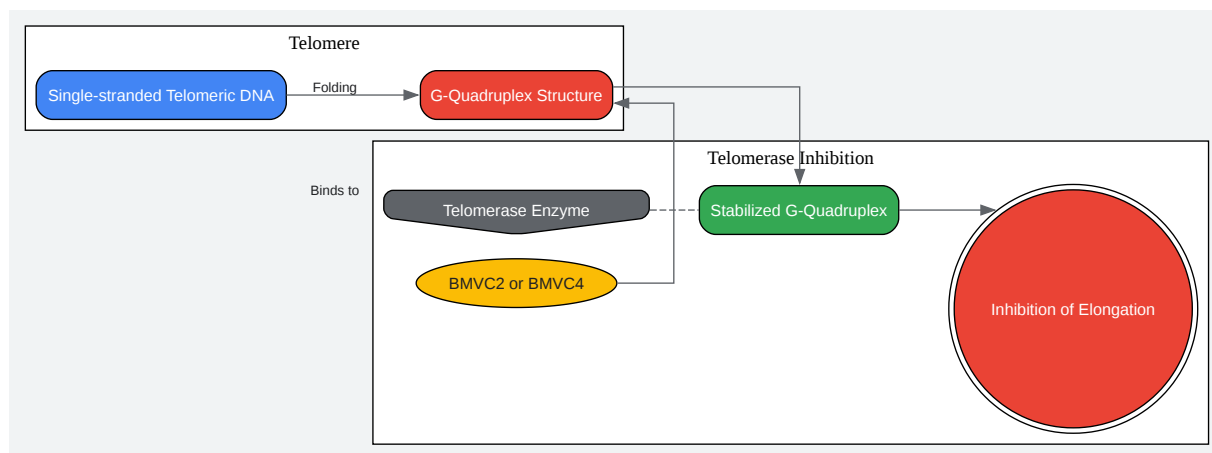 Telomere
Single-stranded Telomeric DNA
Folding
G-Quadruplex Structure
Telomerase Inhibition
Binds to
Telomerase Enzyme
Stabilized G-Quadruplex
BMVC2 or BMVC4
Inhibition of Elongation